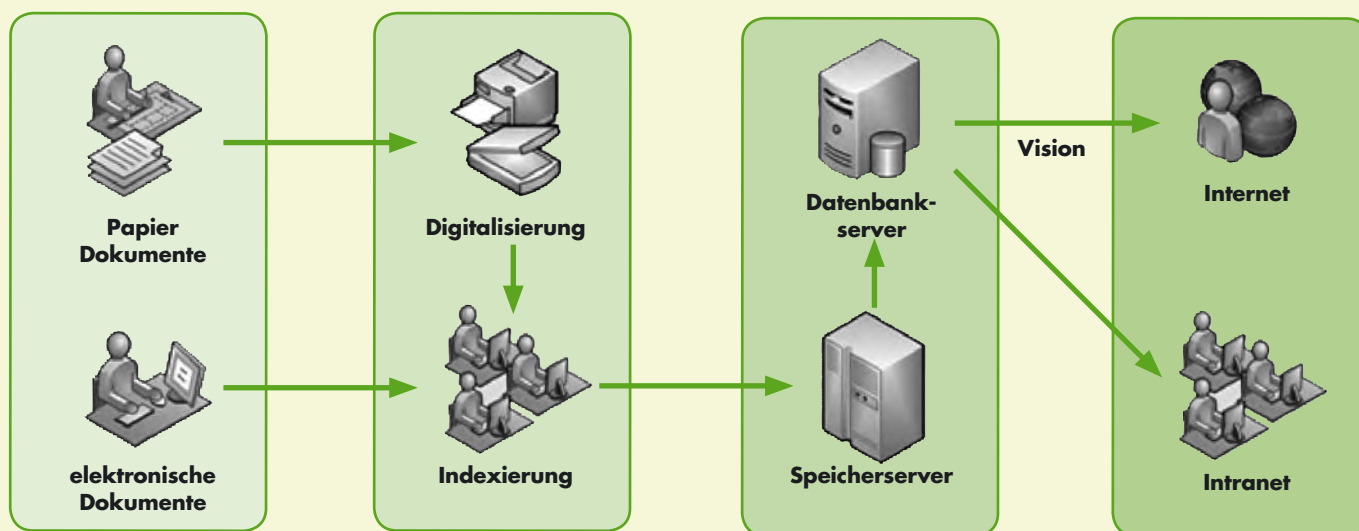 Papier
Dokumente
elektronische
Dokumente
Digitalisierung
Indexierung
Datenbank-
server
Speicherserver
Vision
Internet
Intranet